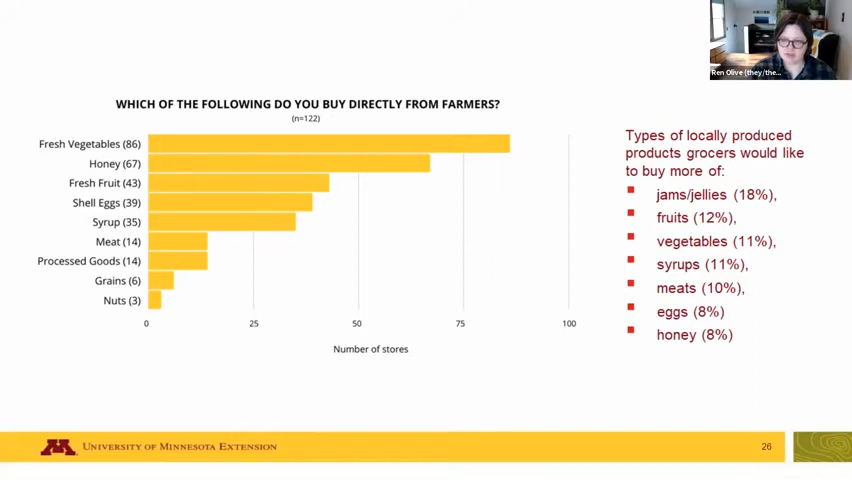 Ren Olive (they/the...
WHICH OF THE FOLLOWING DO YOU BUY DIRECTLY FROM FARMERS?
(n=122)
Fresh Vegetables (86)
Honey (67)
Fresh Fruit (43)
Shell Eggs (39)
Syrup (35)
Meat (14)
Processed Goods (14)
Grains (6)
Nuts (3)
0 25 50 75 100
Number of stores
Types of locally produced
products grocers would like
to buy more of:
jams/jellies (18%),
fruits (12%),
vegetables (11%),
syrups (11%),
meats (10%),
eggs (8%)
honey (8%)
M UNIVERSITY OF MINNESOTA EXTENSION
26